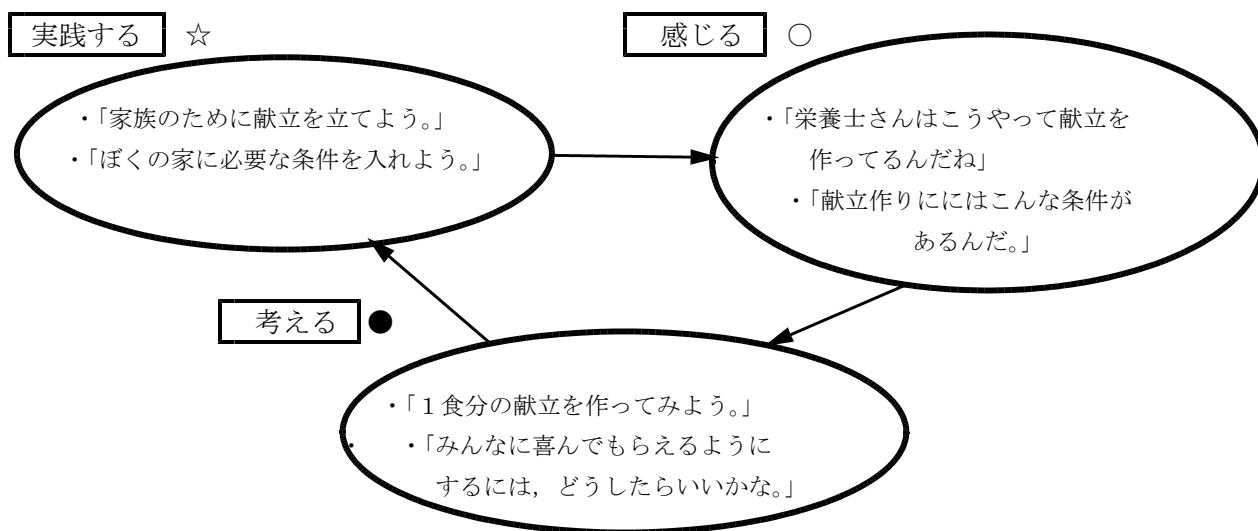 実践する ☆
・「家族のために献立を立てよう。」
・「ぼくの家に必要な条件を入れよう。」
感じる ○
・「栄養士さんはこうやって献立を
作ってるんだね」
・「献立作りににはこんな条件が
あるんだ。」
考える ●
・「１食分の献立を作ってみよう。」
・「みんなに喜んでもらえるように
するには，どうしたらいいかな。」